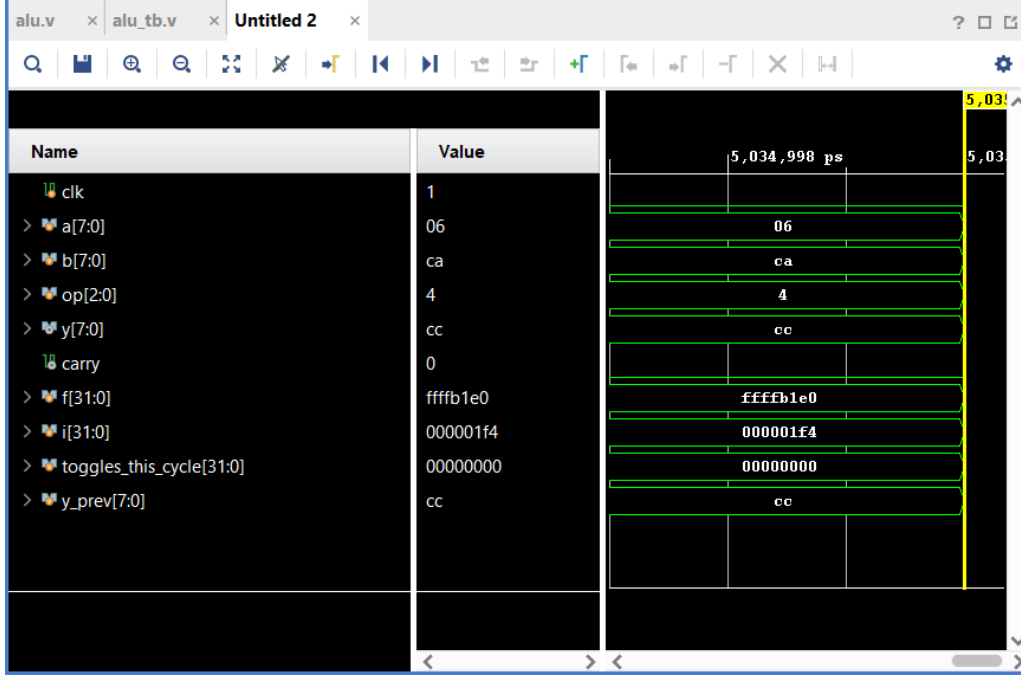 alu.v × alu_tb.v × Untitled 2 × ?
5,03
Name Value 5,034,998 ps 5,03
clk 1
> a[7:0] 06 06
> b[7:0] ca ca
> op[2:0] 4 4
> y[7:0] cc cc
carry 0
> f[31:0] ffffb1e0 ffffb1e0
> i[31:0] 000001f4 000001f4
> toggles_this_cycle[31:0] 00000000 00000000
> y_prev[7:0] cc cc